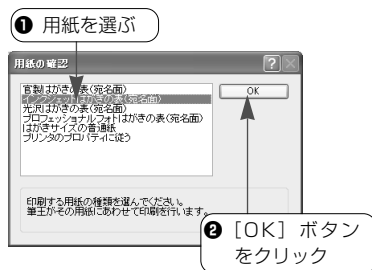 ❶ 用紙を選ぶ
用紙の確認
官製はがきの表(宛名面)
インクジェットはがきの表(宛名面)
光沢はがきの表(宛名面)
プロフェッショナルフォトはがきの表(宛名面)
はがきサイズの普通紙
プリンタのプロパティに従う
OK
印刷する用紙の種類を選んでください。
筆王がその用紙にあわせて印刷を行います。
❷ [OK] ボタン
をクリック